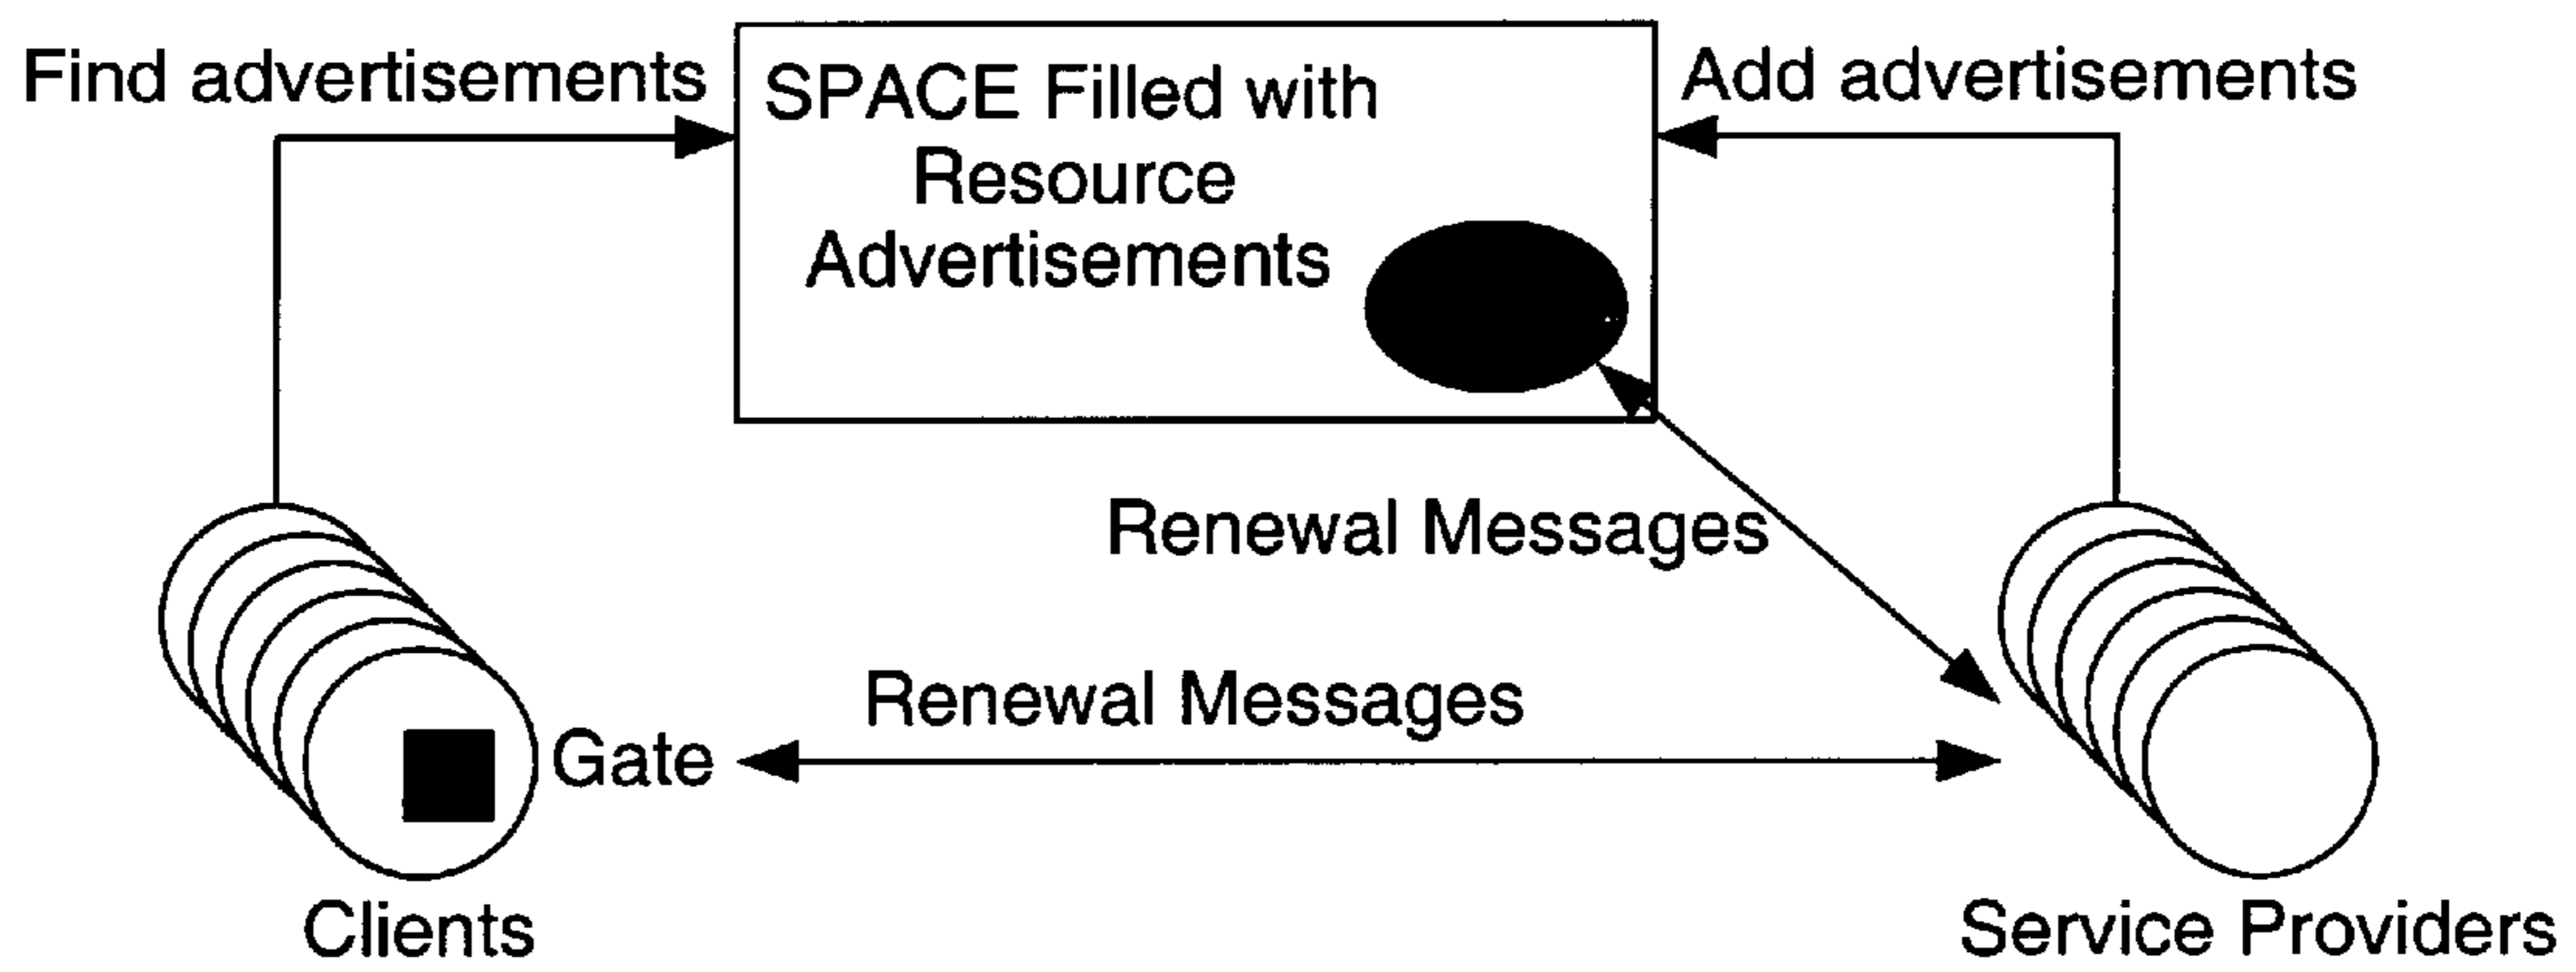 Find advertisements
SPACE Filled with
Resource
Advertisements
Add advertisements
Renewal Messages
Renewal Messages
Gate
Clients
Service Providers